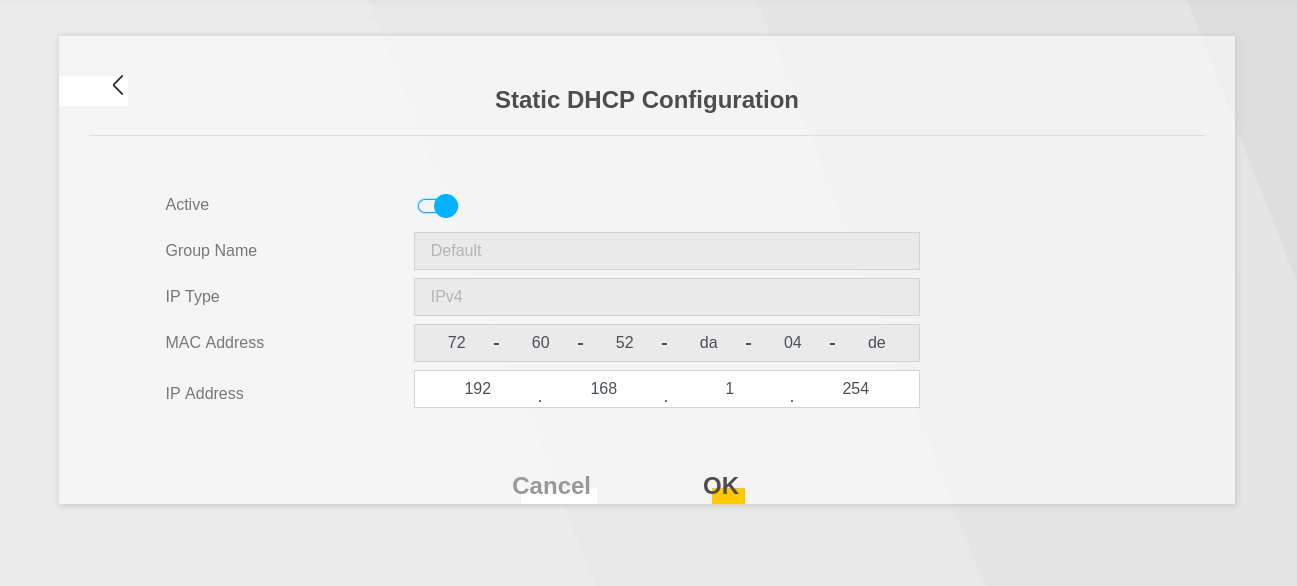 Static DHCP Configuration
Active
Group Name Default
IP Type IPv4
MAC Address 72 - 60 - 52 - da - 04 - de
IP Address 192 . 168 . 1 . 254
Cancel OK